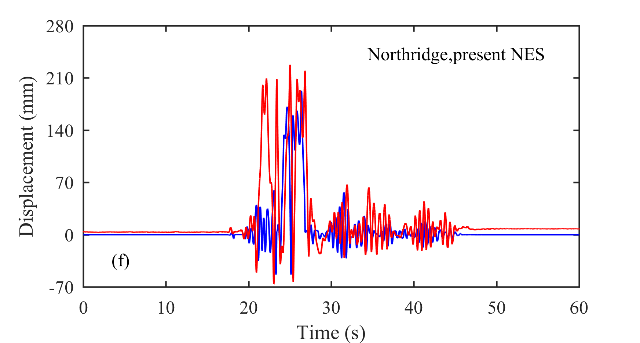 280
Northridge,present NES
210
140
70
0
(f)
-70
0 10 20 30 40 50 60
Time (s)
Displacement (mm)